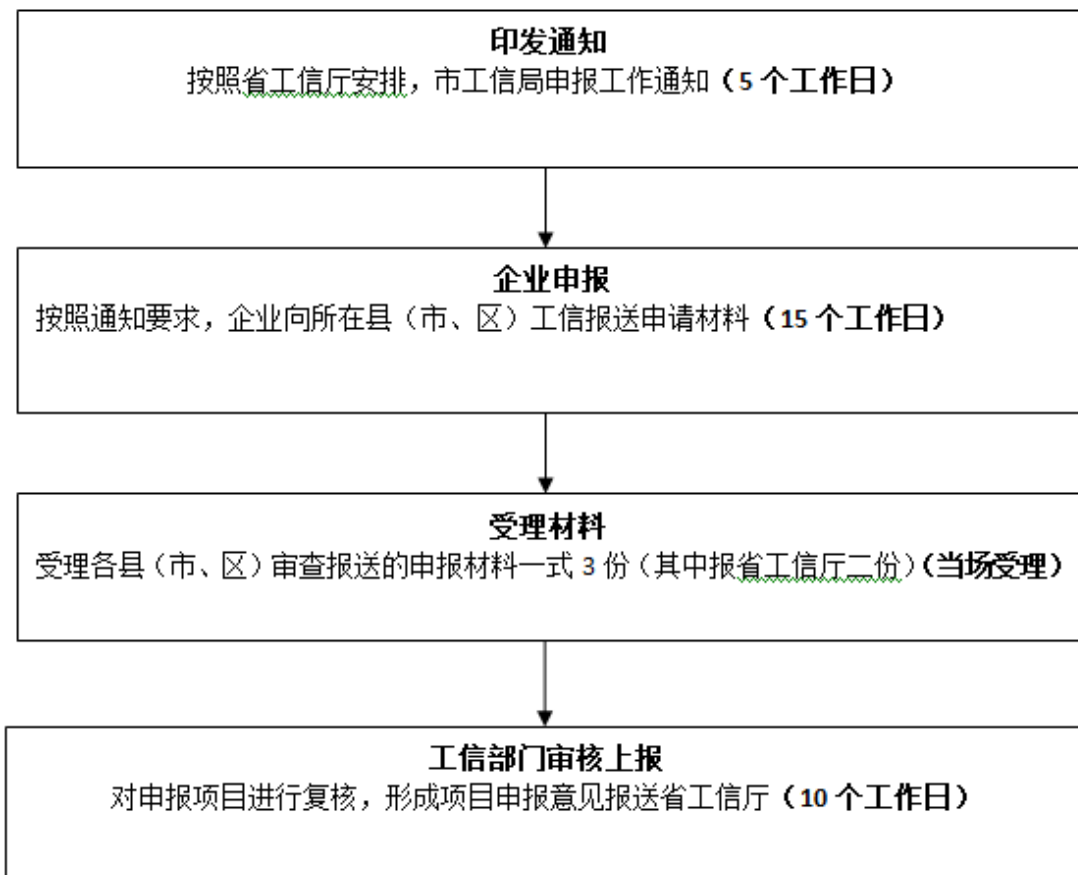 印发通知
按照省工信厅安排，市工信局申报工作通知（5 个工作日）
企业申报
按照通知要求，企业向所在县（市、区）工信报送申请材料（15 个工作日）
受理材料
受理各县（市、区）审查报送的申报材料一式 3 份（其中报省工信厅二份）（当场受理）
工信部门审核上报
对申报项目进行复核，形成项目申报意见报送省工信厅（10 个工作日）